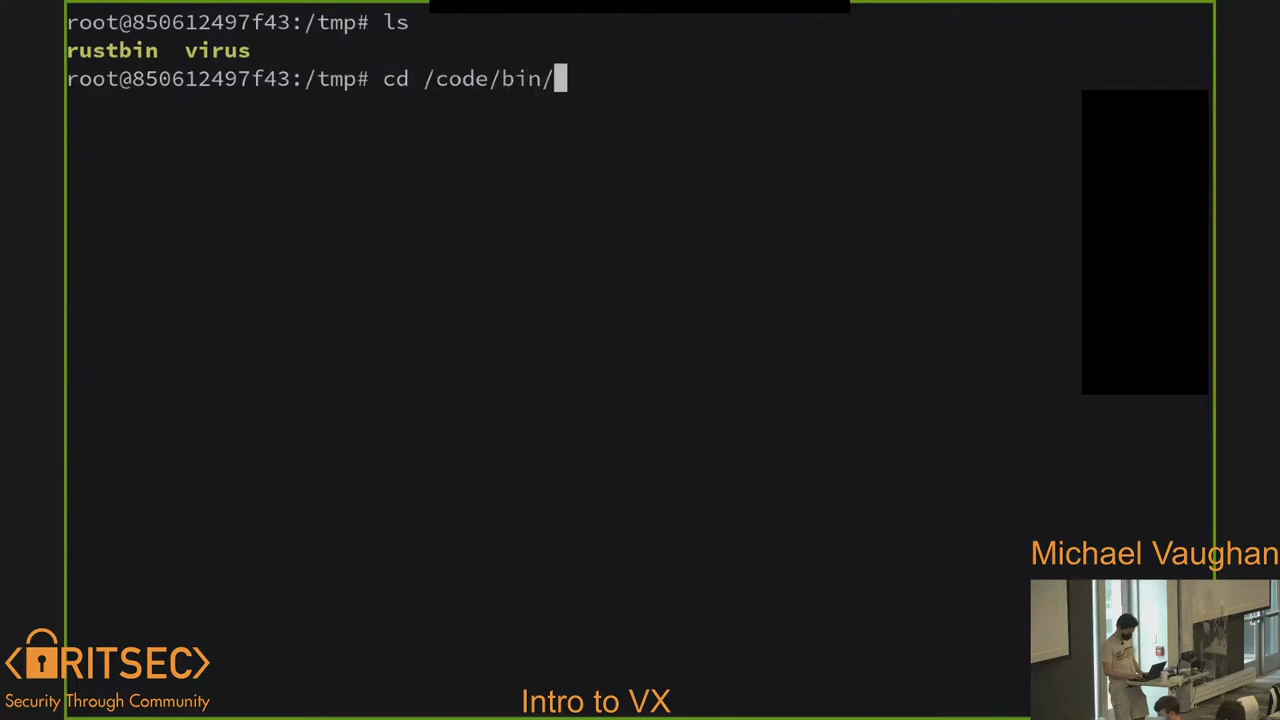 root@850612497f43:/tmp# ls
rustbin  virus
root@850612497f43:/tmp# cd /code/bin/
Michael Vaughan
<RITSEC>
Security Through Community
Intro to VX